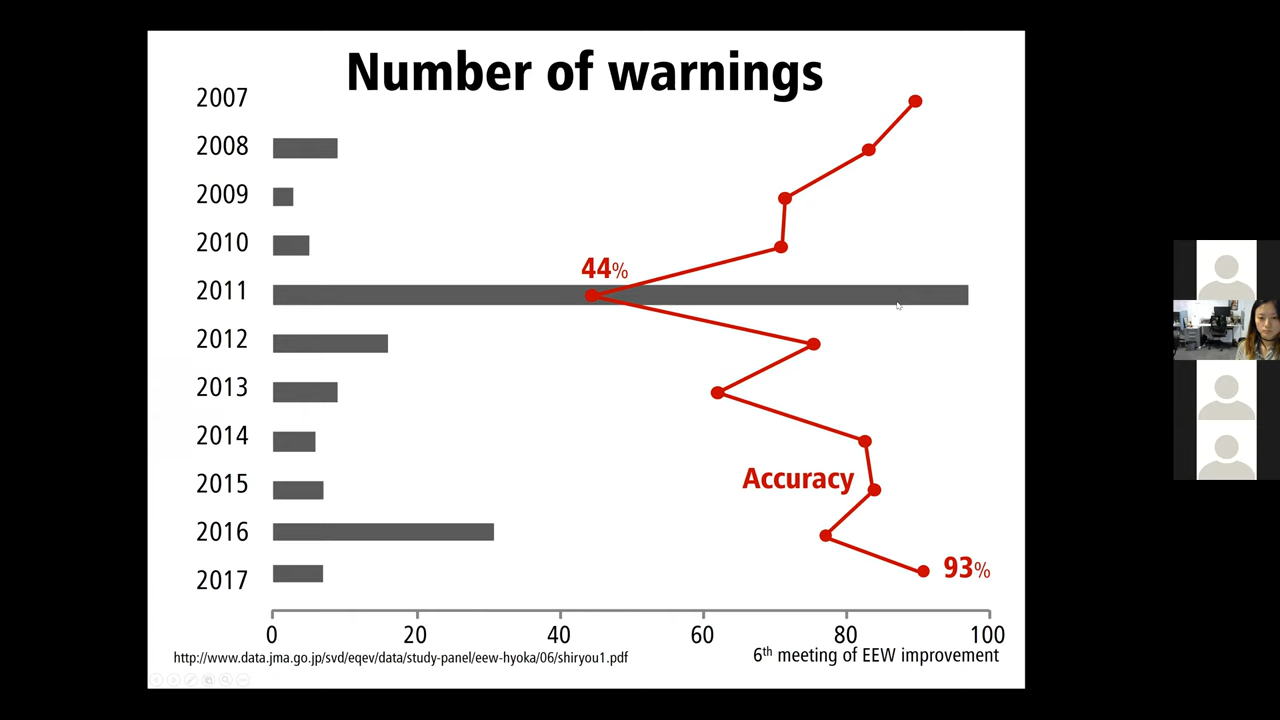 Number of warnings
2007
2008
2009
2010
44%
2011
2012
2013
2014
Accuracy
2015
2016
93%
2017
0 20 40 60 80 100
http://www.data.jma.go.jp/svd/eqev/data/study-panel/eew-hyoka/06/shiryou1.pdf
6th meeting of EEW improvement